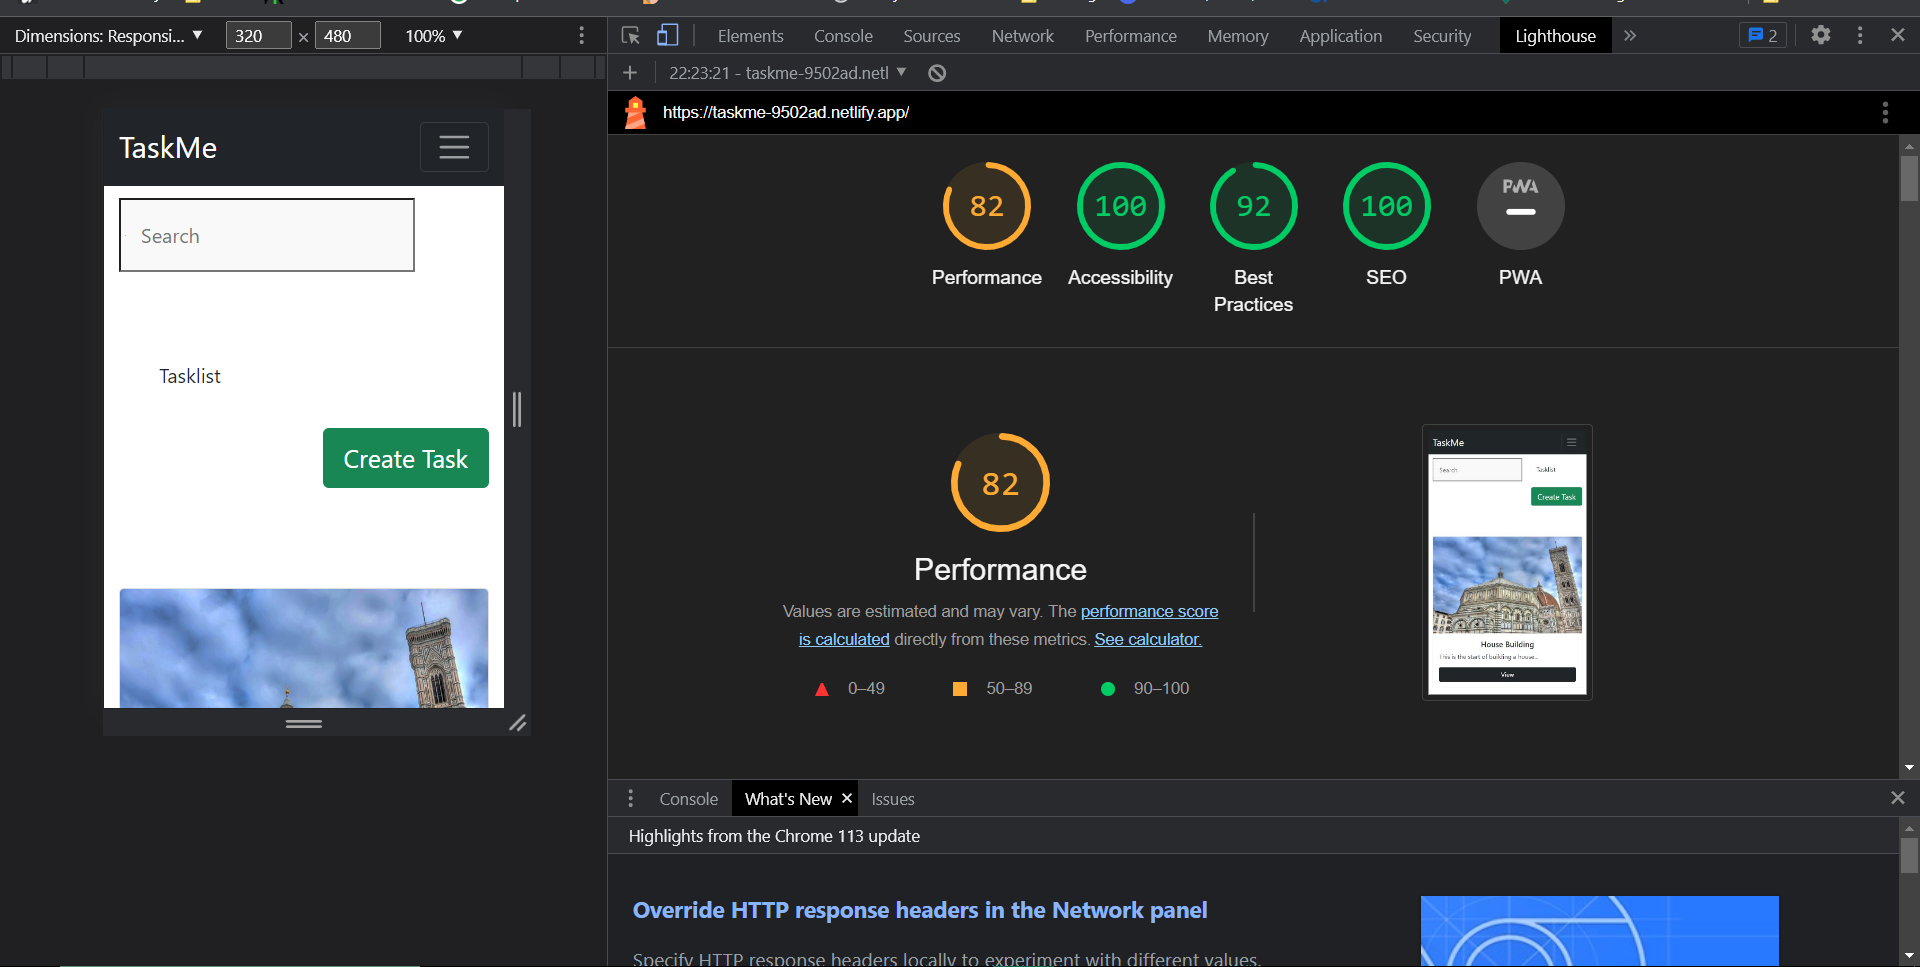 Dimensions: Responsi... ▼ 320 × 480 100% ▼
Elements Console Sources Network Performance Memory Application Security Lighthouse » 2
+ 22:23:21 - taskme-9502ad.netl ▼
https://taskme-9502ad.netlify.app/
TaskMe
Search
Tasklist
Create Task
82 100 92 100 PWA
Performance Accessibility Best Practices SEO PWA
82
Performance
Values are estimated and may vary. The performance score
is calculated directly from these metrics. See calculator.
0–49 50–89 90–100
TaskMe
Search Tasklist
Create Task
House Building
This is the start of building a house...
View
Console What's New × Issues
Highlights from the Chrome 113 update
Override HTTP response headers in the Network panel
Specify HTTP response headers locally to experiment with different values.